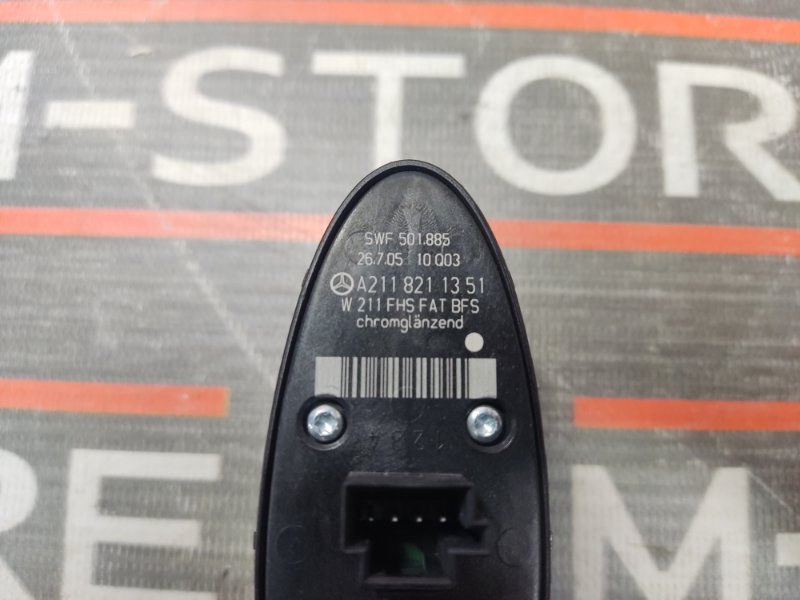 M-STOR
SWF 501.885
26.7.05 10 Q03
A211 821 13 51
W 211 FHS FAT BFS
chromglänzend
1234
RE M-